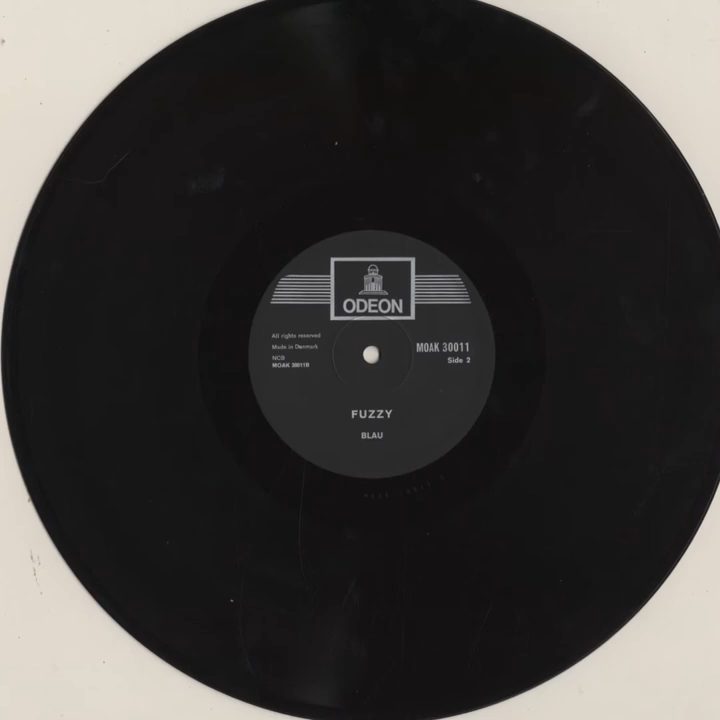 ODEON
All rights reserved
Made in Denmark
NCB
MOAK 30011B
MOAK 30011
Side 2
FUZZY
BLAU